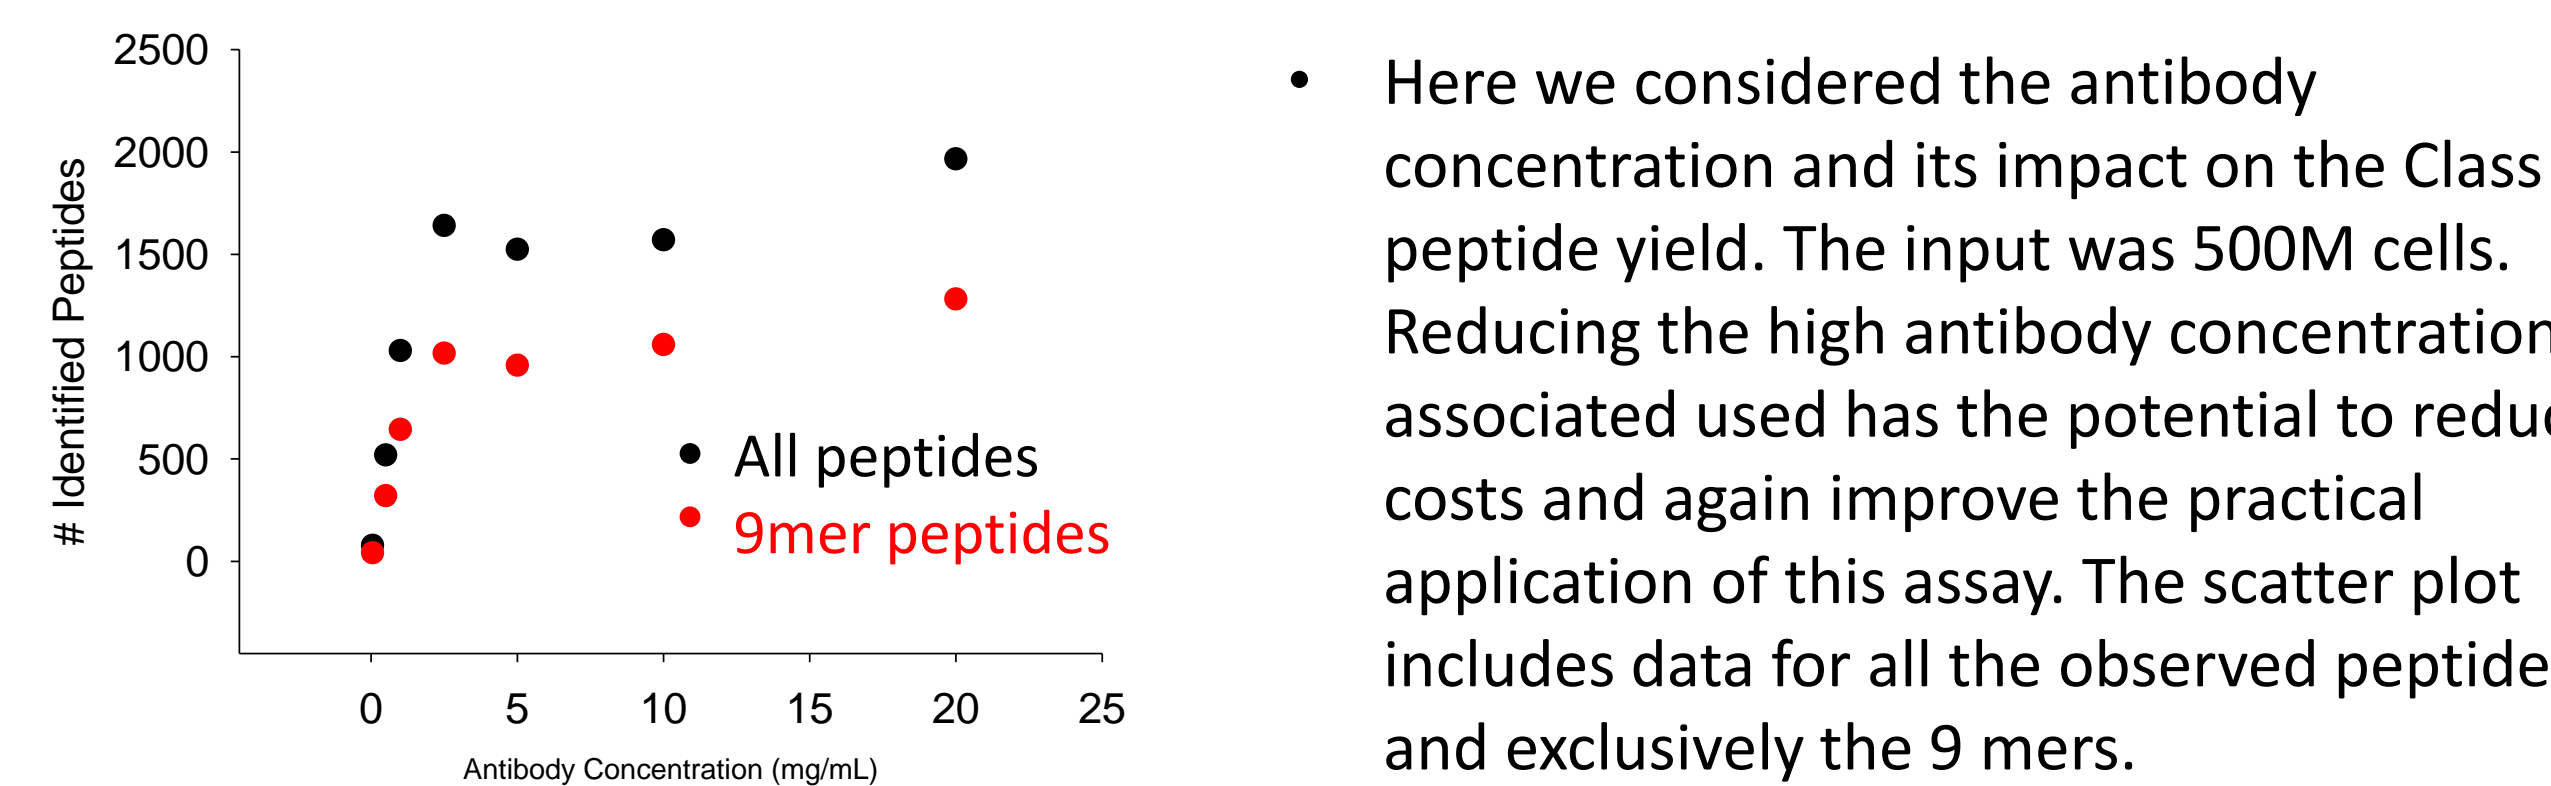 2500
2000
1500
1000
500
0
# Identified Peptides
0 5 10 15 20 25
Antibody Concentration (mg/mL)
• All peptides
• 9mer peptides
• Here we considered the antibody
concentration and its impact on the Class
peptide yield. The input was 500M cells.
Reducing the high antibody concentration
associated used has the potential to
costs and again improve the practical
application of this assay. The scatter plot
includes data for all the observed peptide
and exclusively the 9 mers.